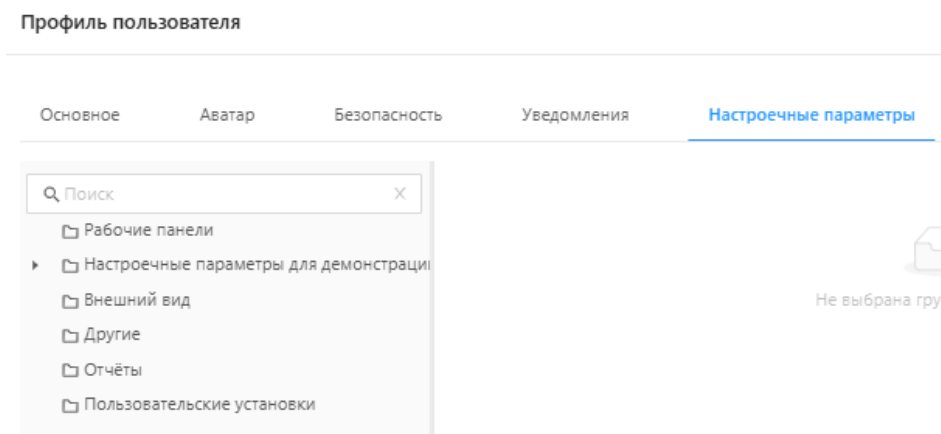 Профиль пользователя
Основное Аватар Безопасность Уведомления Настроечные параметры
Поиск
Рабочие панели
Настроечные параметры для демонстраци
Внешний вид
Не выбрана гру
Другие
Отчёты
Пользовательские установки